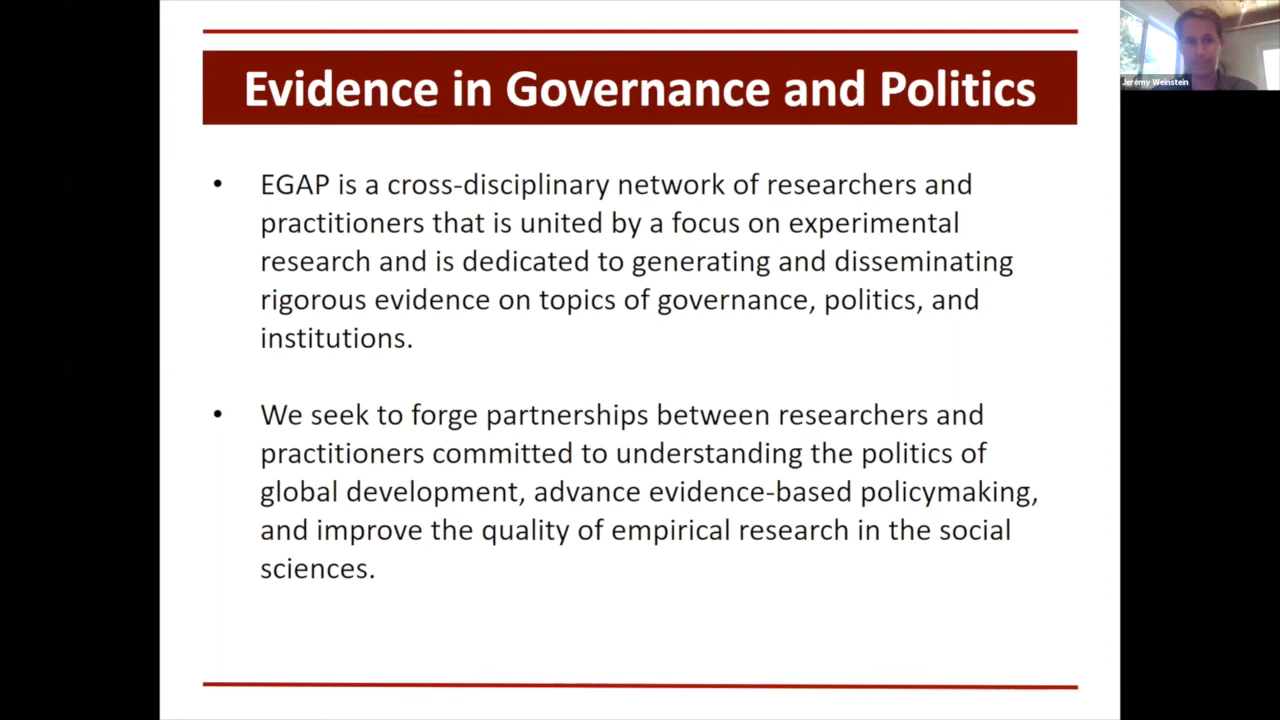 Evidence in Governance and Politics
Jeremy Weinstein
• EGAP is a cross-disciplinary network of researchers and
practitioners that is united by a focus on experimental
research and is dedicated to generating and disseminating
rigorous evidence on topics of governance, politics, and
institutions.
• We seek to forge partnerships between researchers and
practitioners committed to understanding the politics of
global development, advance evidence-based policymaking,
and improve the quality of empirical research in the social
sciences.